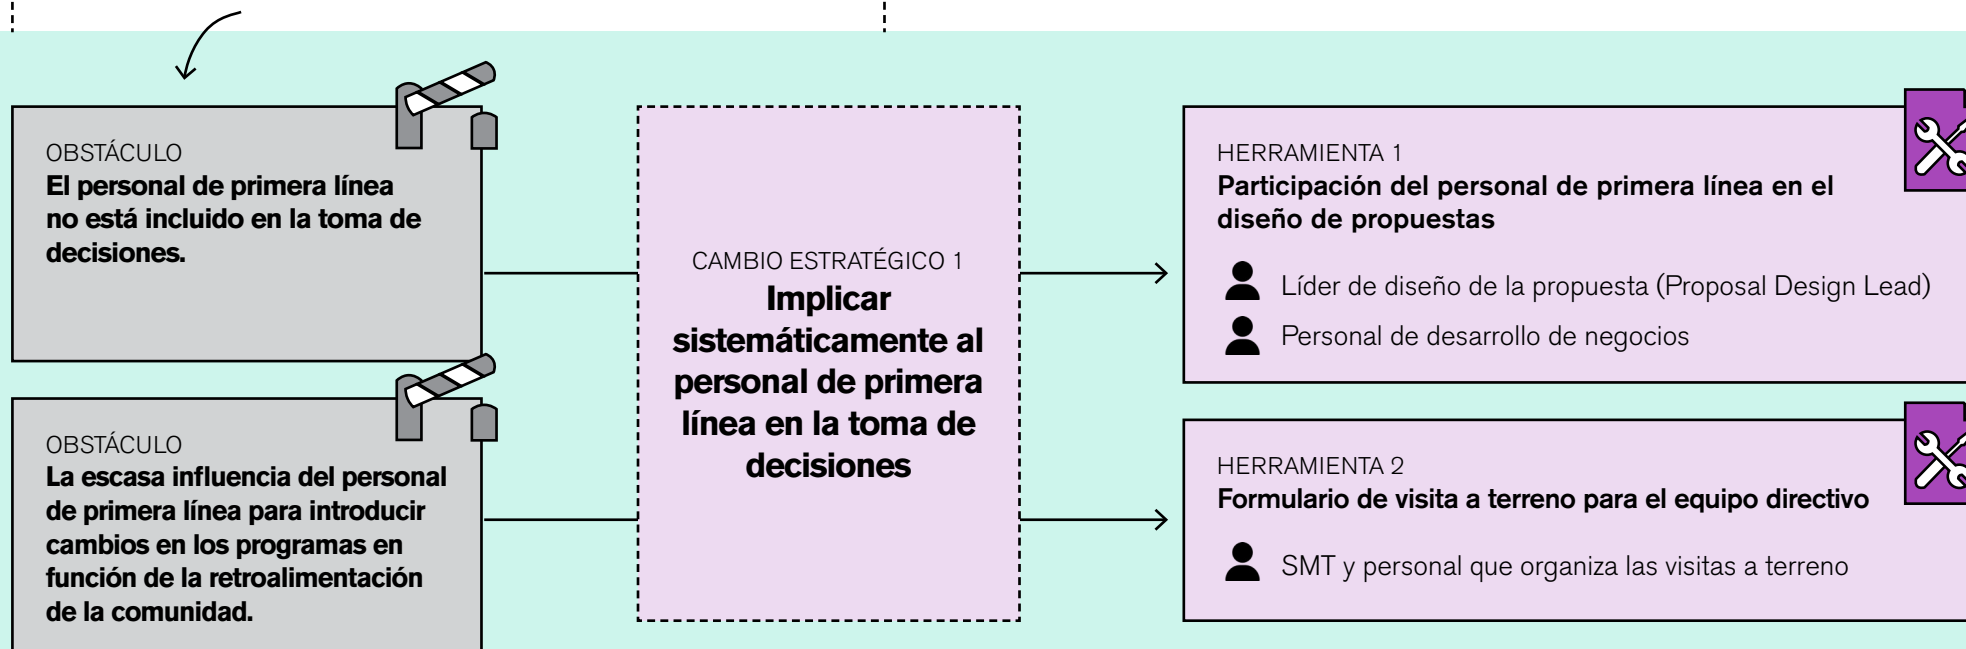 OBSTÁCULO
El personal de primera línea
no está incluido en la toma de
decisiones.
OBSTÁCULO
La escasa influencia del personal
de primera línea para introducir
cambios en los programas en
función de la retroalimentación
de la comunidad.
CAMBIO ESTRATÉGICO 1
Implicar
sistemáticamente al
personal de primera
línea en la toma de
decisiones
HERRAMIENTA 1
Participación del personal de primera línea en el
diseño de propuestas
Líder de diseño de la propuesta (Proposal Design Lead)
Personal de desarrollo de negocios
HERRAMIENTA 2
Formulario de visita a terreno para el equipo directivo
SMT y personal que organiza las visitas a terreno